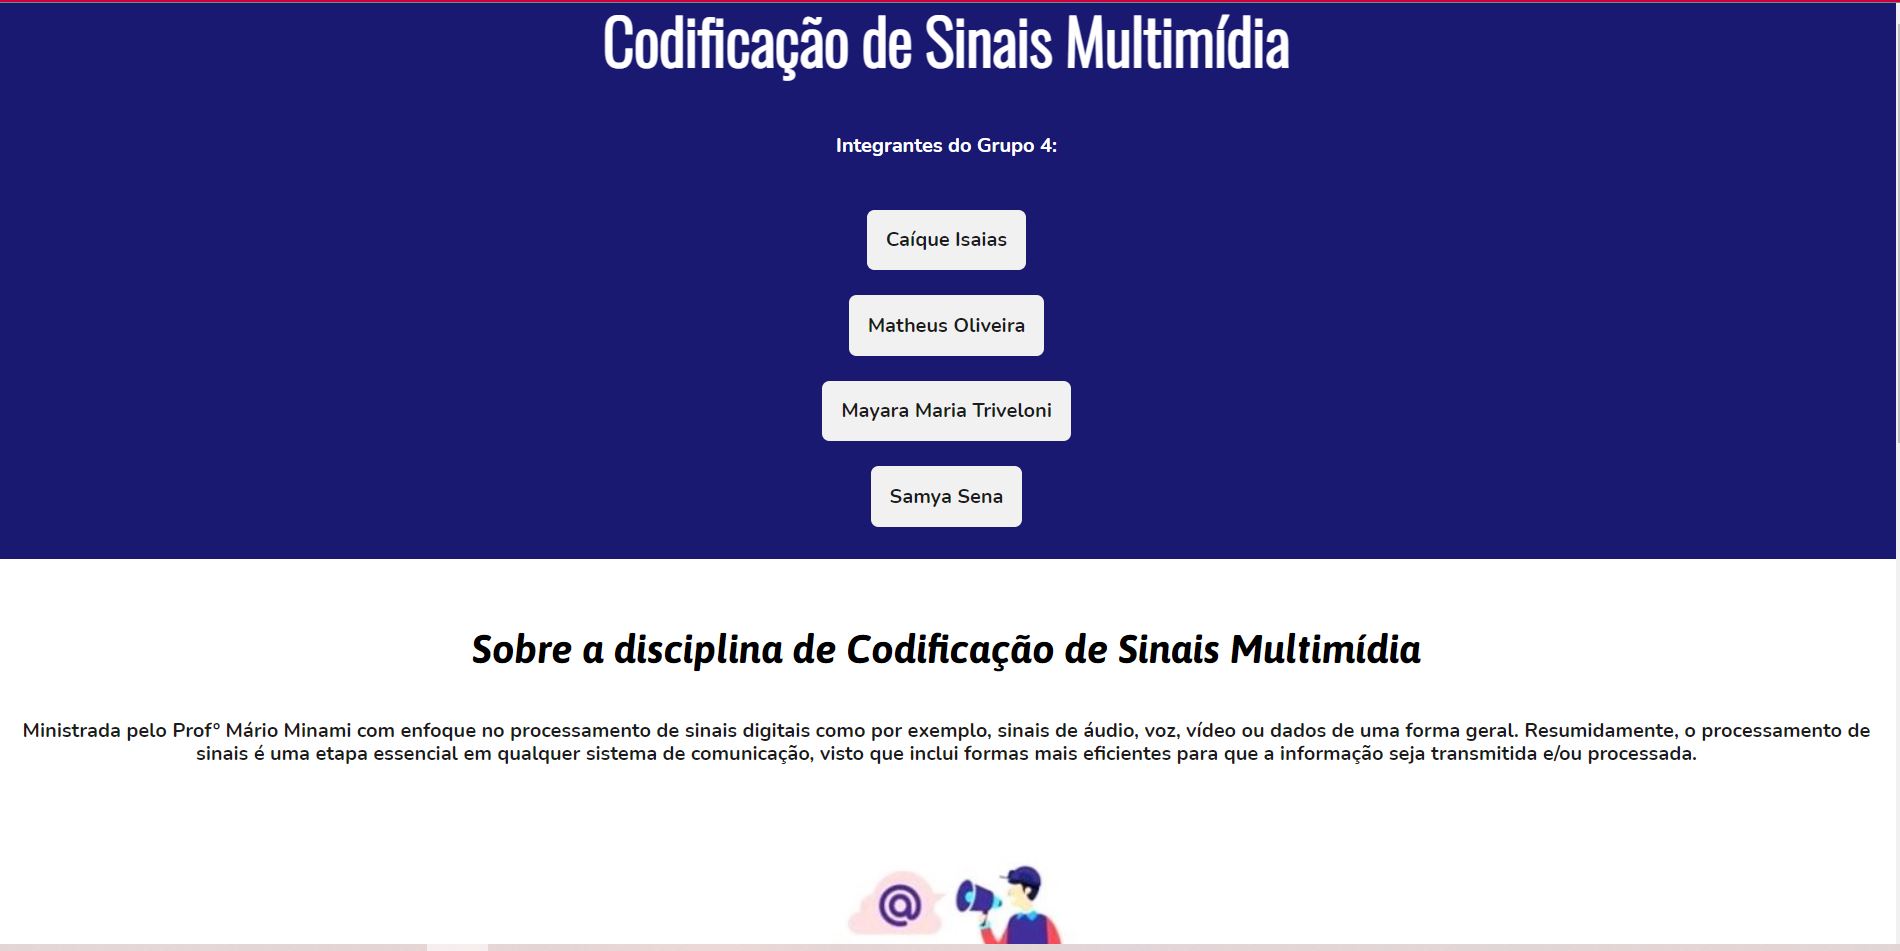 Codificação de Sinais Multimídia
Integrantes do Grupo 4:
Caíque Isaias
Matheus Oliveira
Mayara Maria Triveloni
Samya Sena
Sobre a disciplina de Codificação de Sinais Multimídia
Ministrada pelo Profº Mário Minami com enfoque no processamento de sinais digitais como por exemplo, sinais de áudio, voz, vídeo ou dados de uma forma geral. Resumidamente, o processamento de
sinais é uma etapa essencial em qualquer sistema de comunicação, visto que inclui formas mais eficientes para que a informação seja transmitida e/ou processada.
@